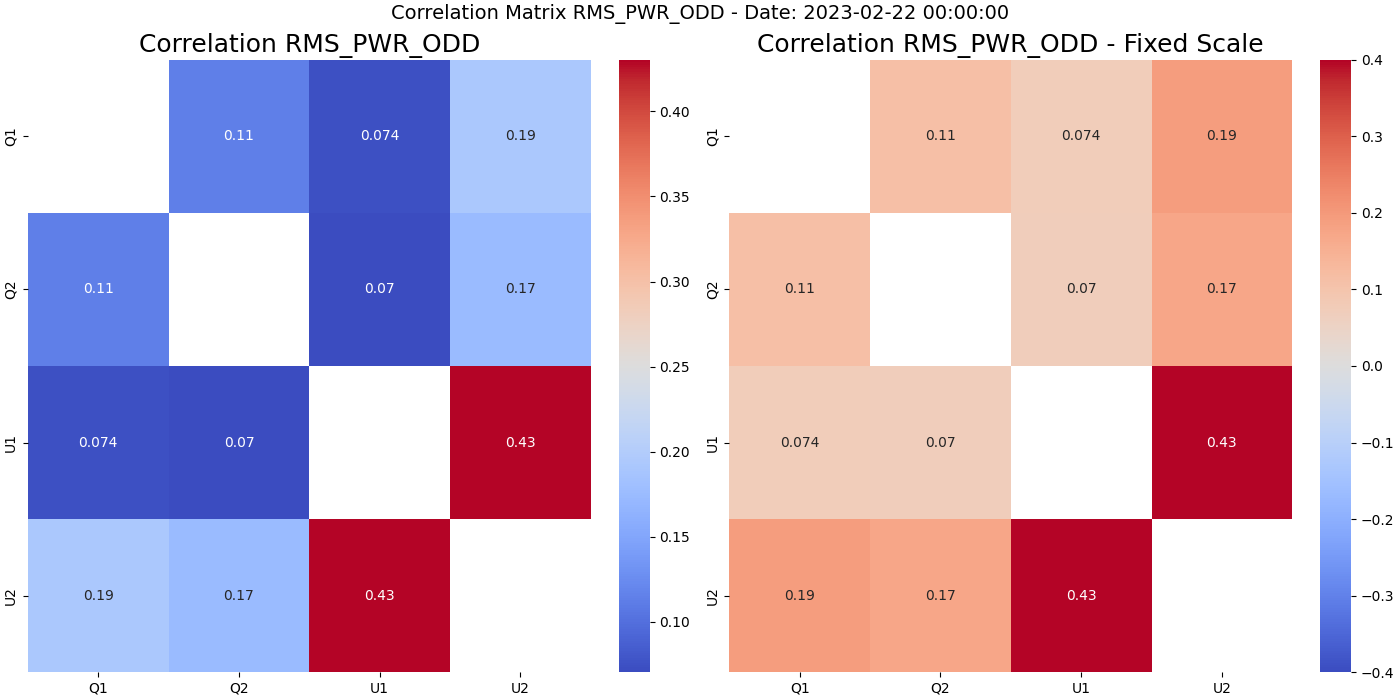 Correlation Matrix RMS_PWR_ODD - Date: 2023-02-22 00:00:00
Correlation RMS_PWR_ODD
Q1
0.11 0.074 0.19
Q2
0.11 0.07 0.17
U1
0.074 0.07 0.43
U2
0.19 0.17 0.43
Q1 Q2 U1 U2
0.40
0.35
0.30
0.25
0.20
0.15
0.10
Correlation RMS_PWR_ODD - Fixed Scale
Q1
0.11 0.074 0.19
Q2
0.11 0.07 0.17
U1
0.074 0.07 0.43
U2
0.19 0.17 0.43
Q1 Q2 U1 U2
0.4
0.3
0.2
0.1
0.0
−0.1
−0.2
−0.3
−0.4